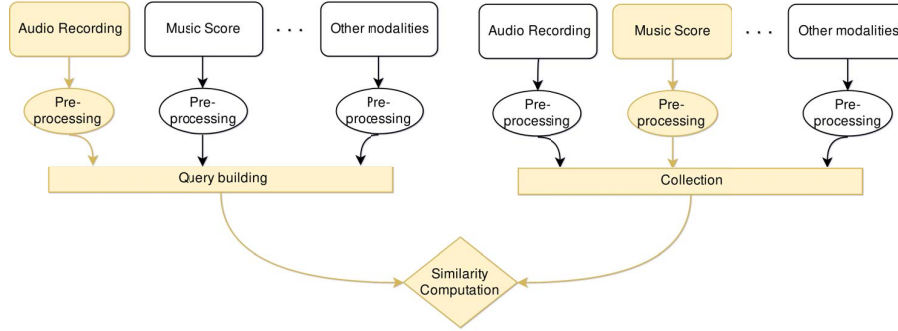 Audio Recording
Music Score
. . .
Other modalities
Audio Recording
Music Score
. . .
Other modalities
Pre-
processing
Pre-
processing
Pre-
processing
Pre-
processing
Pre-
processing
Pre-
processing
Query building
Collection
Similarity
Computation